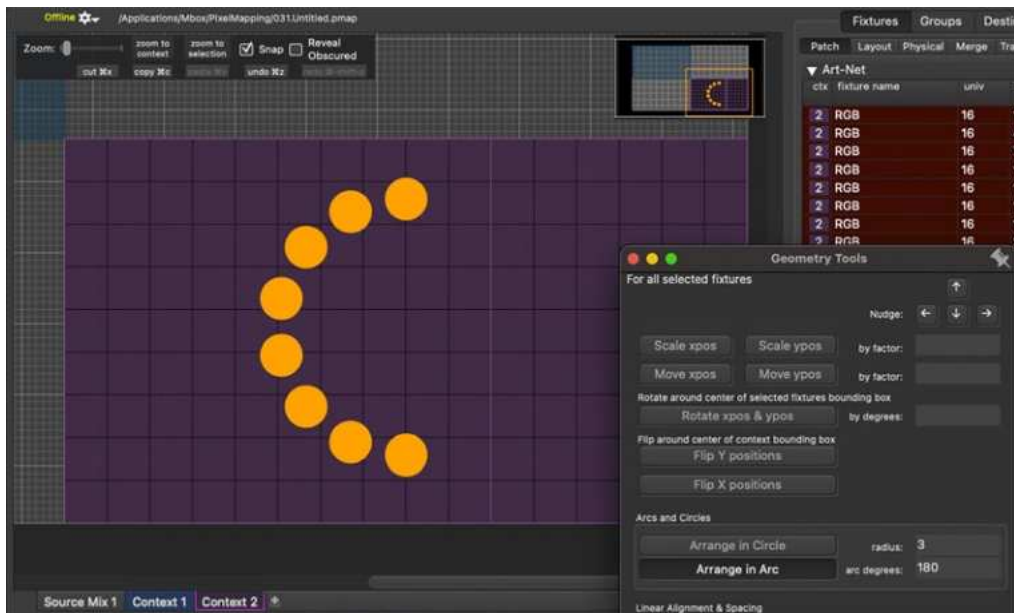 Offline /Applications/Mbox/PixelMapping/031.Untitled.pmap
Fixtures Groups Desti
Zoom: zoom to context zoom to selection Snap Reveal Obscured
cut ⌘x copy ⌘c undo ⌘z
Patch Layout Physical Merge Tra
▼ Art-Net
ctx fixture name univ
2 RGB 16
2 RGB 16
2 RGB 16
2 RGB 16
2 RGB 16
2 RGB 16
2 RGB 16
2 RGB 16
Geometry Tools
For all selected fixtures
Nudge:
Scale xpos Scale ypos by factor:
Move xpos Move ypos by factor:
Rotate around center of selected fixtures bounding box
Rotate xpos & ypos by degrees:
Flip around center of context bounding box
Flip Y positions
Flip X positions
Arcs and Circles
Arrange in Circle radius: 3
Arrange in Arc arc degrees: 180
Linear Alignment & Spacing
Source Mix 1 Context 1 Context 2 +